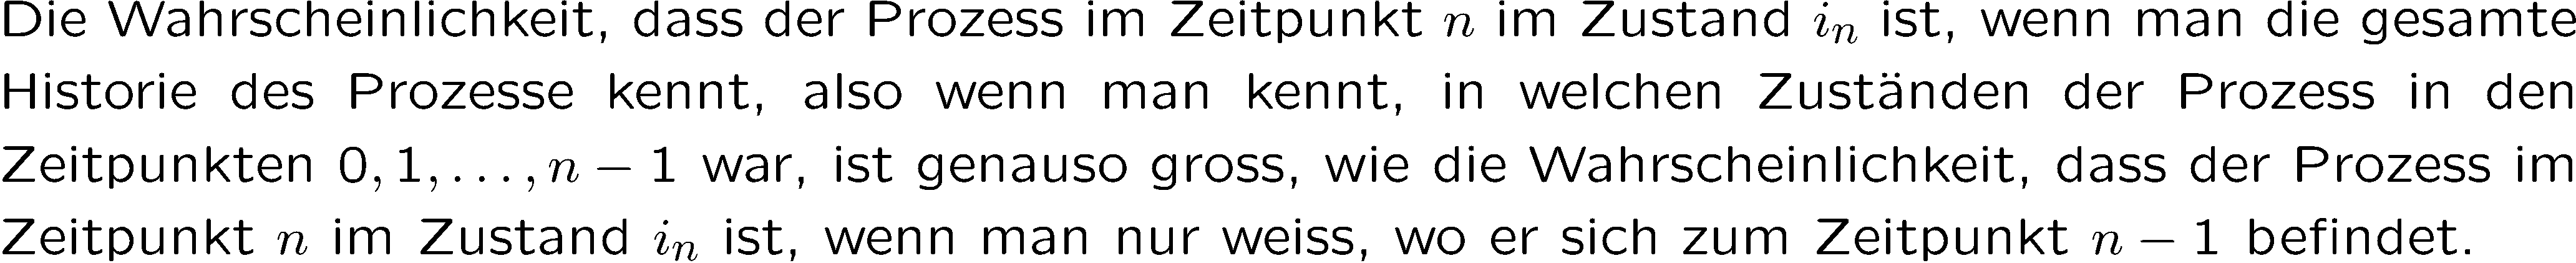 Die Wahrscheinlichkeit, dass der Prozess im Zeitpunkt n im Zustand iₙ ist, wenn man die gesamte
Historie des Prozesse kennt, also wenn man kennt, in welchen Zuständen der Prozess in den
Zeitpunkten 0, 1, . . . , n − 1 war, ist genauso gross, wie die Wahrscheinlichkeit, dass der Prozess im
Zeitpunkt n im Zustand iₙ ist, wenn man nur weiss, wo er sich zum Zeitpunkt n − 1 befindet.